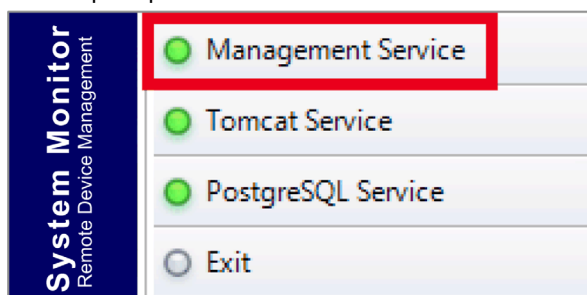 System Monitor
Remote Device Management
Management Service
Tomcat Service
PostgreSQL Service
Exit